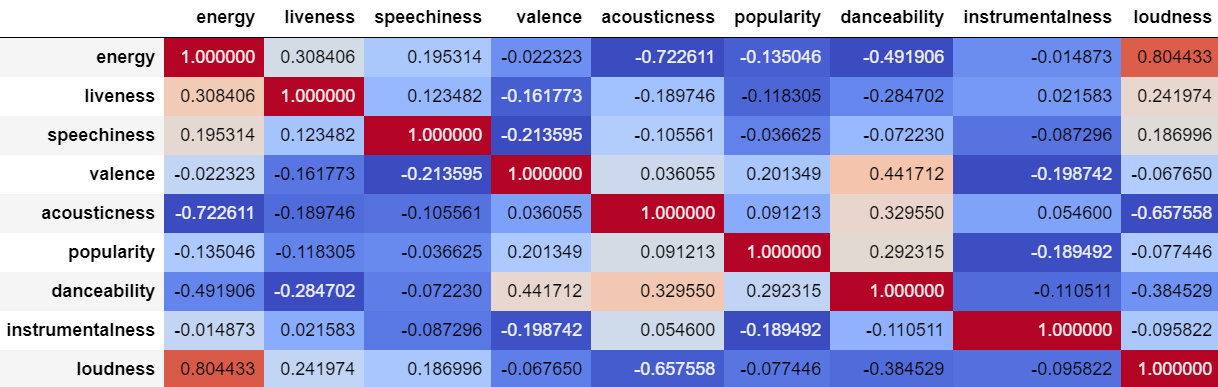 energy liveness speechiness valence acousticness popularity danceability instrumentalness loudness
energy 1.000000 0.308406 0.195314 -0.022323 -0.722611 -0.135046 -0.491906 -0.014873 0.804433
liveness 0.308406 1.000000 0.123482 -0.161773 -0.189746 -0.118305 -0.284702 0.021583 0.241974
speechiness 0.195314 0.123482 1.000000 -0.213595 -0.105561 -0.036625 -0.072230 -0.087296 0.186996
valence -0.022323 -0.161773 -0.213595 1.000000 0.036055 0.201349 0.441712 -0.198742 -0.067650
acousticness -0.722611 -0.189746 -0.105561 0.036055 1.000000 0.091213 0.329550 0.054600 -0.657558
popularity -0.135046 -0.118305 -0.036625 0.201349 0.091213 1.000000 0.292315 -0.189492 -0.077446
danceability -0.491906 -0.284702 -0.072230 0.441712 0.329550 0.292315 1.000000 -0.110511 -0.384529
instrumentalness -0.014873 0.021583 -0.087296 -0.198742 0.054600 -0.189492 -0.110511 1.000000 -0.095822
loudness 0.804433 0.241974 0.186996 -0.067650 -0.657558 -0.077446 -0.384529 -0.095822 1.000000